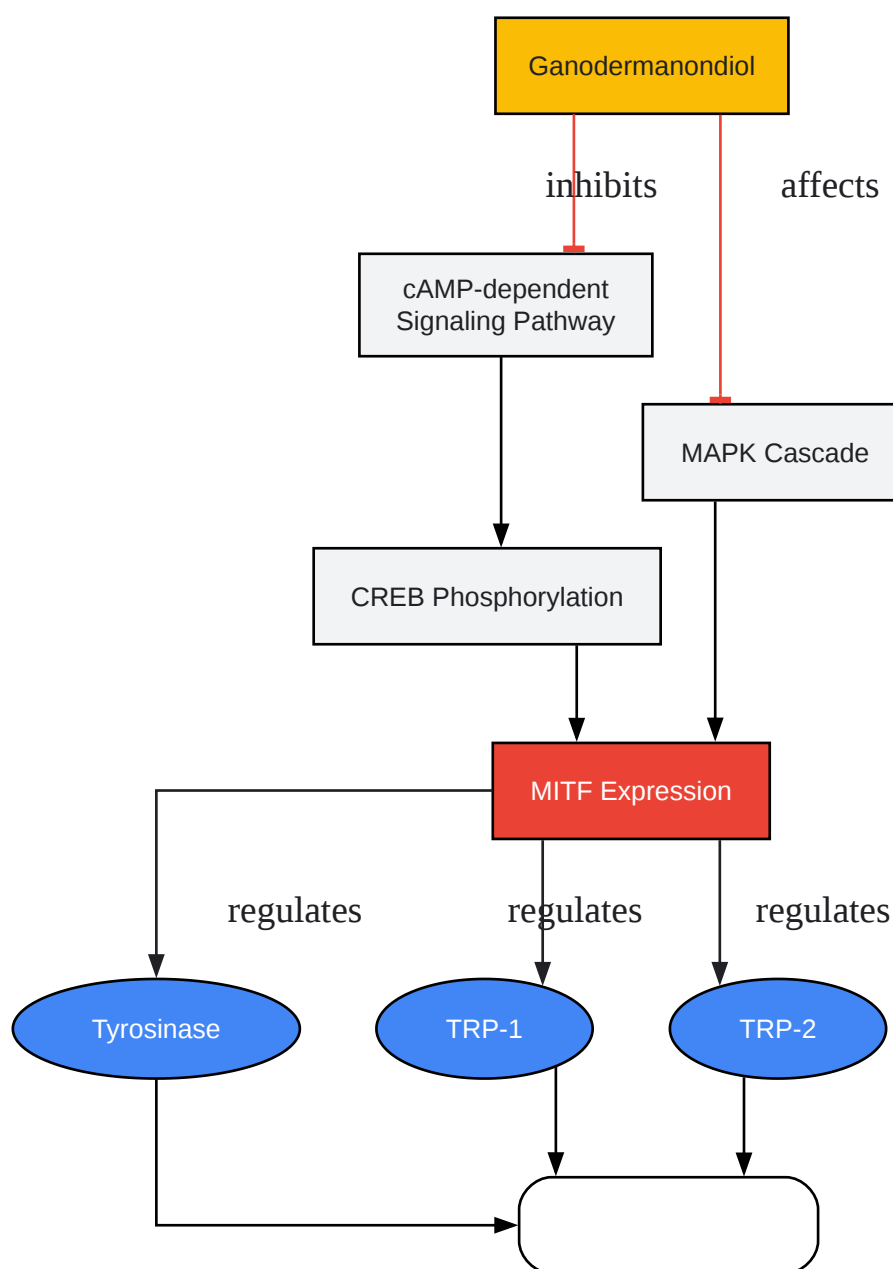 Ganodermanondiol
inhibits
affects
cAMP-dependent
Signaling Pathway
MAPK Cascade
CREB Phosphorylation
MITF Expression
regulates
regulates
regulates
Tyrosinase
TRP-1
TRP-2